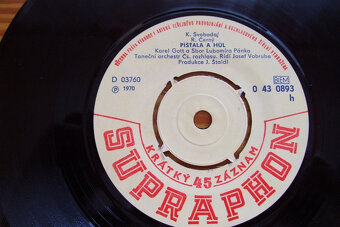 K. Svoboda/
R. Černý
PÍŠŤALA A HŮL
Karel Gott a Sbor Lubomíra Pánka
Taneční orchestr Čs. rozhlasu. Řídí Josef Vobruba
Produkce J. Štaidl
D 03760
Ⓟ 1970
BIEM
0 43 0893
h
KRÁTKÝ 45 ZÁZNAM
SUPRAPHON